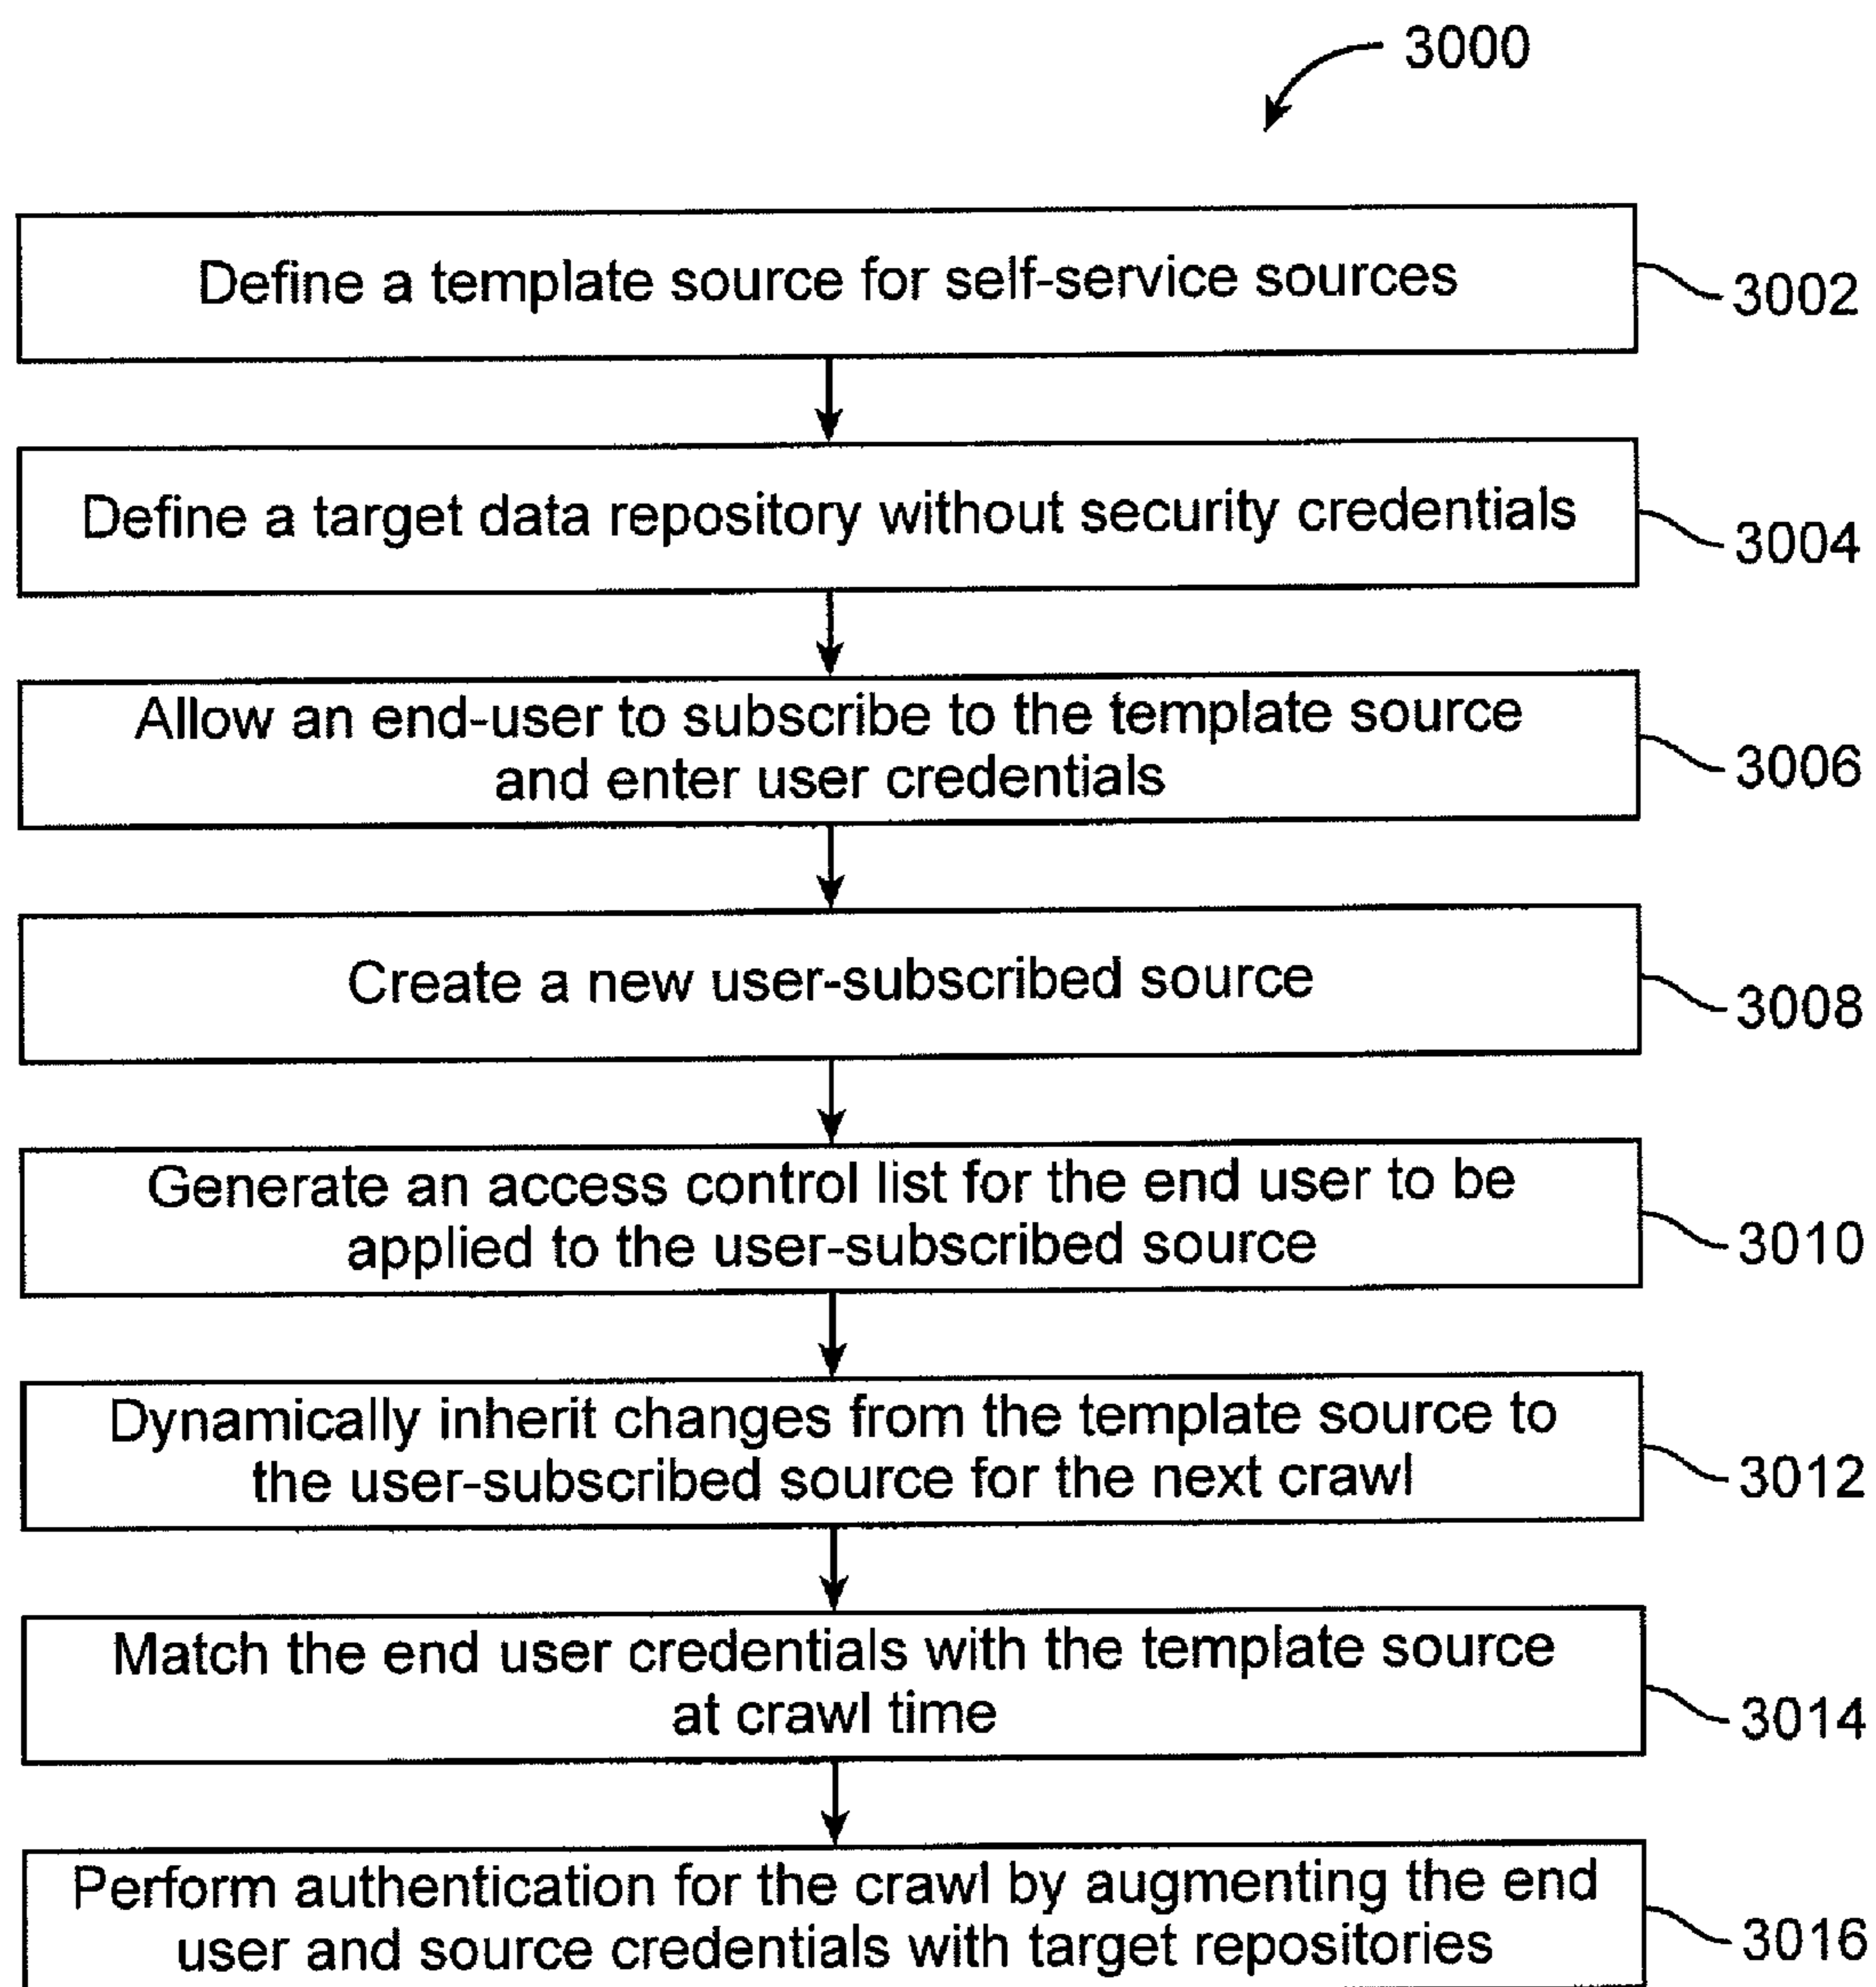 3000
Define a template source for self-service sources
3002
Define a target data repository without security credentials
3004
Allow an end-user to subscribe to the template source
and enter user credentials
3006
Create a new user-subscribed source
3008
Generate an access control list for the end user to be
applied to the user-subscribed source
3010
Dynamically inherit changes from the template source to
the user-subscribed source for the next crawl
3012
Match the end user credentials with the template source
at crawl time
3014
Perform authentication for the crawl by augmenting the end
user and source credentials with target repositories
3016